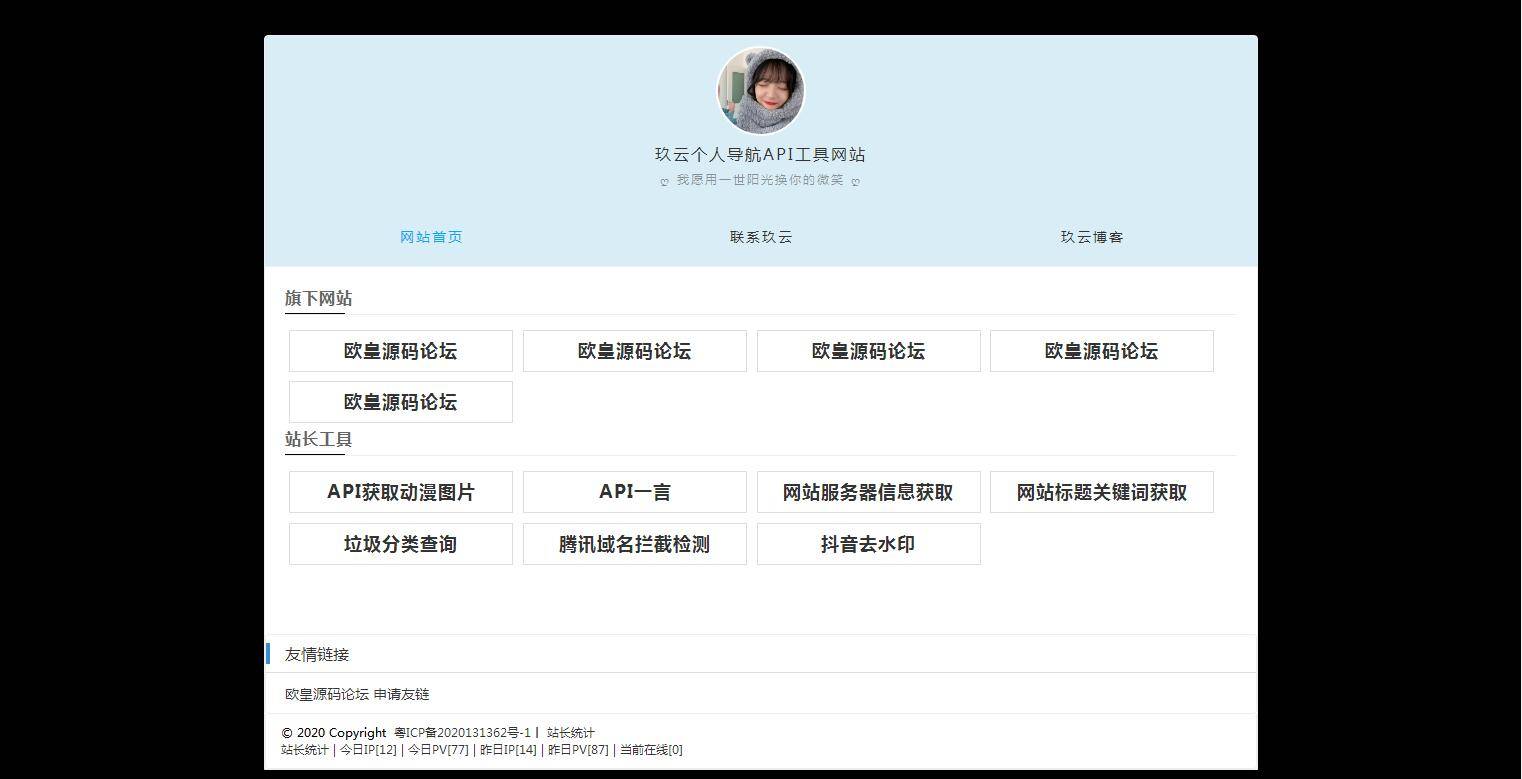 玖云个人导航API工具网站
ღ 我愿用一世阳光换你的微笑 ღ
网站首页 联系玖云 玖云博客
旗下网站
欧皇源码论坛 欧皇源码论坛 欧皇源码论坛 欧皇源码论坛
欧皇源码论坛
站长工具
API获取动漫图片 API一言 网站服务器信息获取 网站标题关键词获取
垃圾分类查询 腾讯域名拦截检测 抖音去水印
友情链接
欧皇源码论坛 申请友链
© 2020 Copyright 粤ICP备2020131362号-1丨 站长统计
站长统计 | 今日IP[12] | 今日PV[77] | 昨日IP[14] | 昨日PV[87] | 当前在线[0]